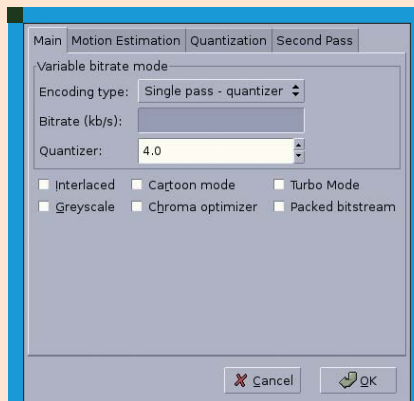 Main Motion Estimation Quantization Second Pass
Variable bitrate mode
Encoding type: Single pass - quantizer
Bitrate (kb/s):
Quantizer: 4.0
Interlaced Cartoon mode Turbo Mode
Greyscale Chroma optimizer Packed bitstream
Cancel OK